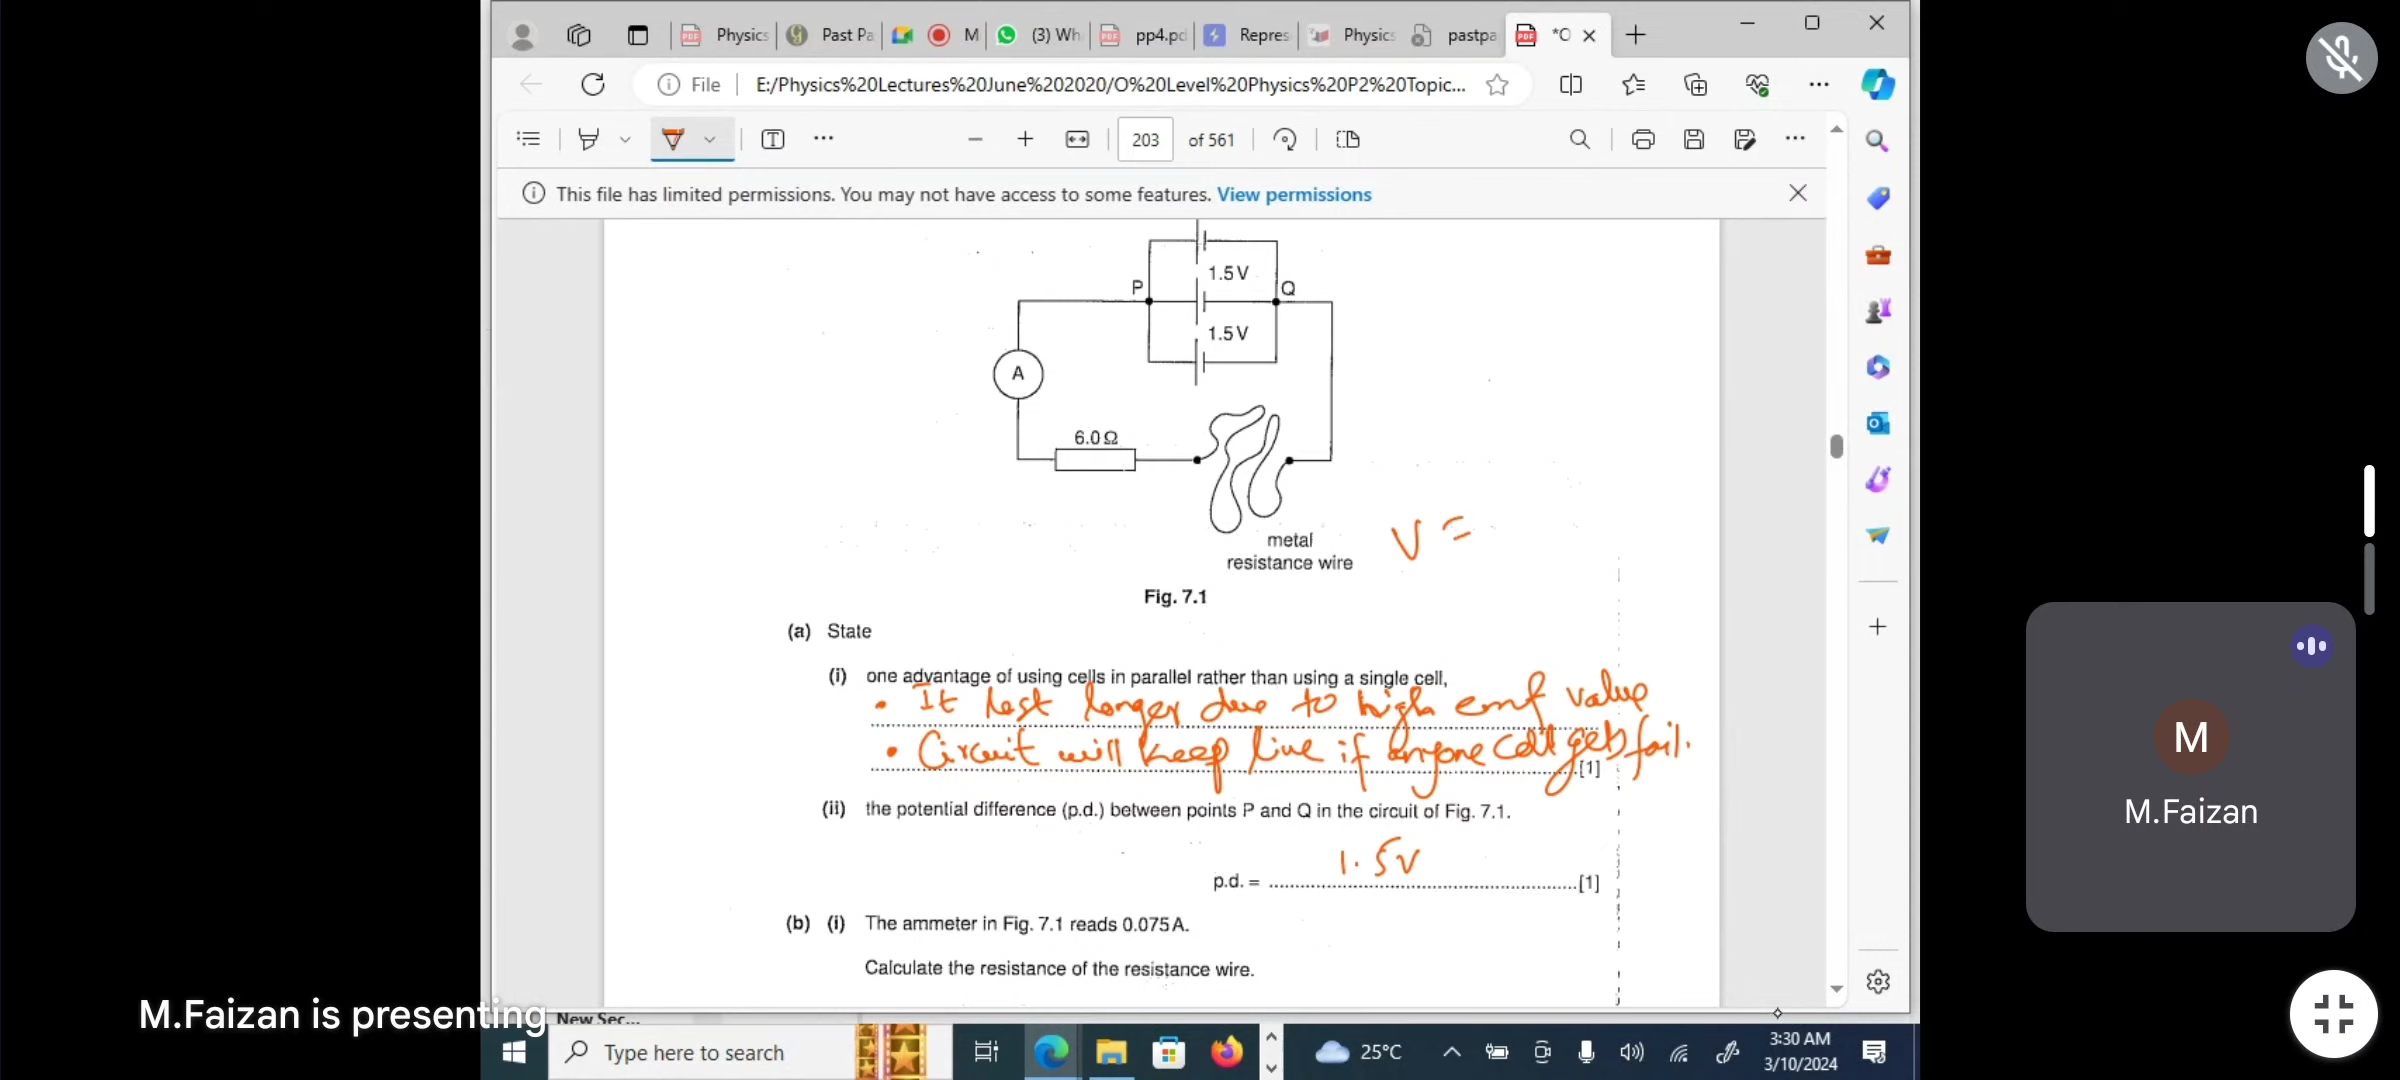 Physics
Past Pa
M
(3) Wh
pp4.pd
Repres
Physics
pastpa
*O
File
E:/Physics%20Lectures%20June%202020/O%20Level%20Physics%20P2%20Topic...
203 of 561
This file has limited permissions. You may not have access to some features. View permissions
1.5V
P
Q
1.5V
A
6.0Ω
metal
resistance wire
V =
Fig. 7.1
(a) State
(i) one advantage of using cells in parallel rather than using a single cell,
• It last longer due to high emf value
• Circuit will keep live if anyone cell gets fail.
[1]
(ii) the potential difference (p.d.) between points P and Q in the circuit of Fig. 7.1.
1.5V
p.d. = [1]
(b) (i) The ammeter in Fig. 7.1 reads 0.075A.
Calculate the resistance of the resistance wire.
M
M.Faizan
M.Faizan is presenting
New Sec...
Type here to search
25°C
3:30 AM
3/10/2024